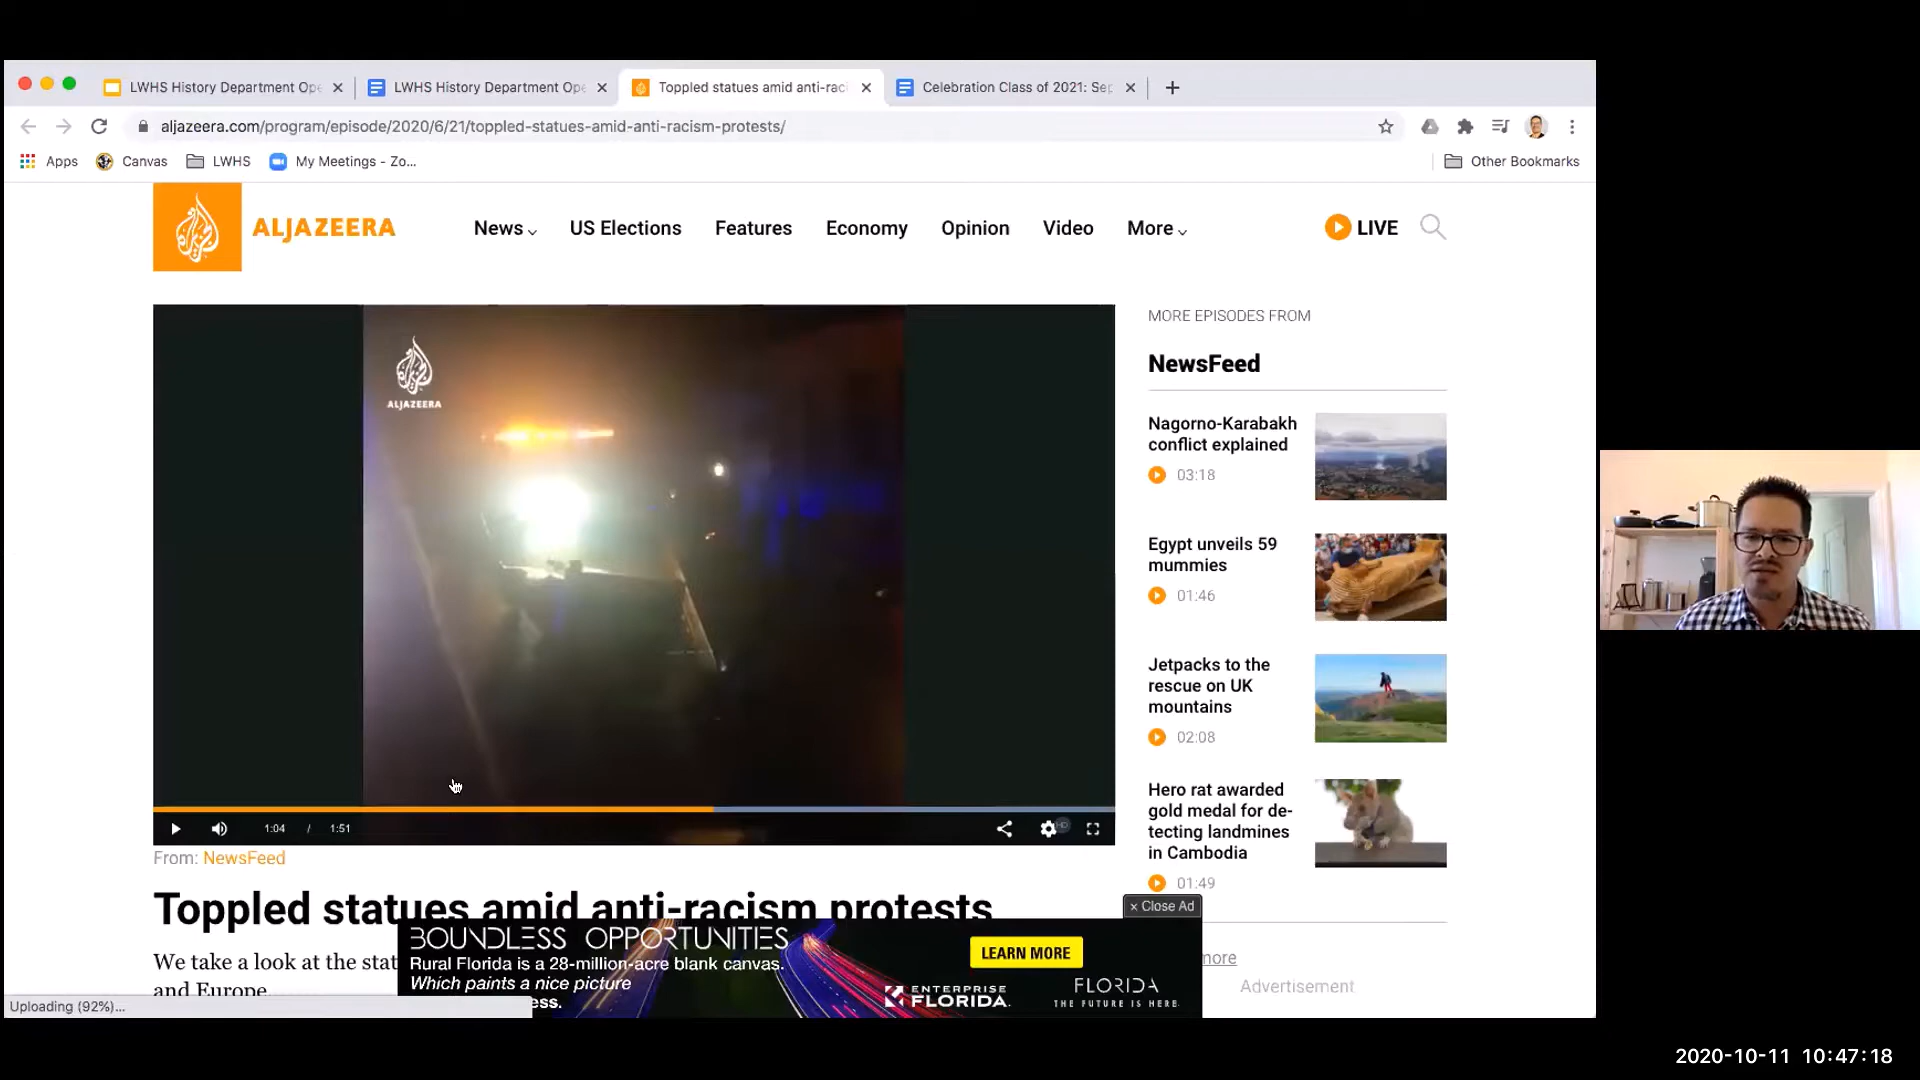 LWHS History Department Ope
LWHS History Department Ope
Toppled statues amid anti-raci
Celebration Class of 2021: Sep
aljazeera.com/program/episode/2020/6/21/toppled-statues-amid-anti-racism-protests/
Apps
Canvas
LWHS
My Meetings - Zo...
Other Bookmarks
ALJAZEERA
News
US Elections
Features
Economy
Opinion
Video
More
LIVE
ALJAZEERA
1:04 / 1:51
HD
From: NewsFeed
Toppled statues amid anti-racism protests
We take a look at the stat
and Europe.
MORE EPISODES FROM
NewsFeed
Nagorno-Karabakh
conflict explained
03:18
Egypt unveils 59
mummies
01:46
Jetpacks to the
rescue on UK
mountains
02:08
Hero rat awarded
gold medal for de-
tecting landmines
in Cambodia
01:49
more
Advertisement
× Close Ad
BOUNDLESS OPPORTUNITIES
Rural Florida is a 28-million-acre blank canvas.
Which paints a nice picture
ess.
LEARN MORE
ENTERPRISE
FLORIDA.
FLORIDA
THE FUTURE IS HERE.
Uploading (92%)...
2020-10-11 10:47:18